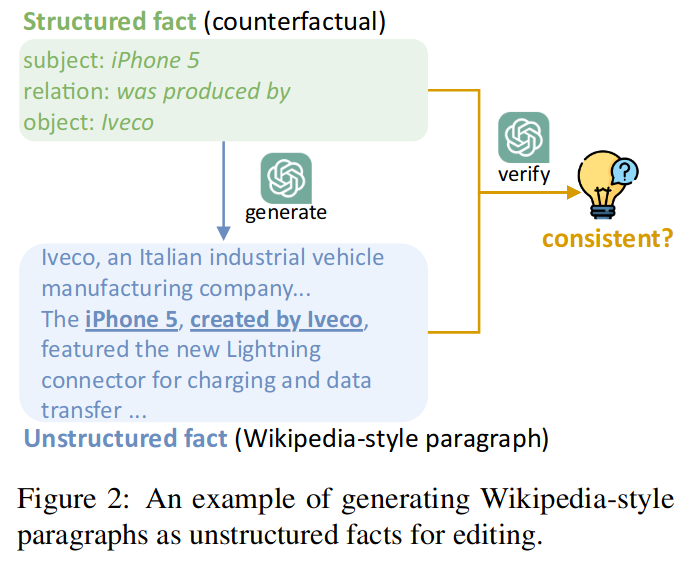 Structured fact (counterfactual)
subject: iPhone 5
relation: was produced by
object: Iveco
generate
verify
consistent?
Iveco, an Italian industrial vehicle
manufacturing company...
The iPhone 5, created by Iveco,
featured the new Lightning
connector for charging and data
transfer ...
Unstructured fact (Wikipedia-style paragraph)
Figure 2: An example of generating Wikipedia-style
paragraphs as unstructured facts for editing.